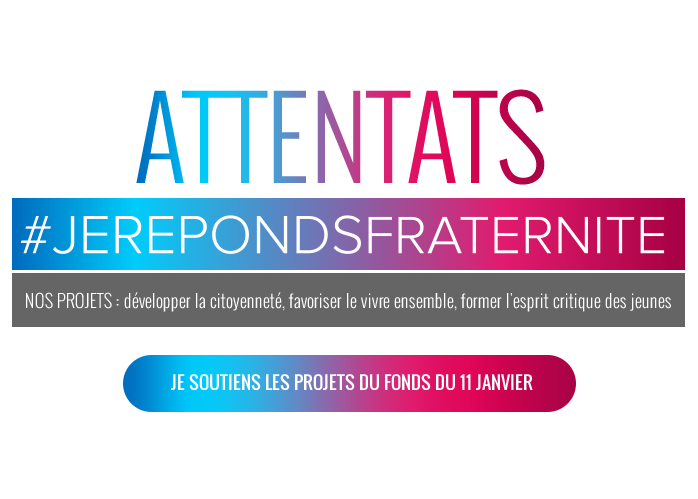 ATTENTATS
#JEREPONDSFRATERNITE
NOS PROJETS : développer la citoyenneté, favoriser le vivre ensemble, former l'esprit critique des jeunes
JE SOUTIENS LES PROJETS DU FONDS DU 11 JANVIER